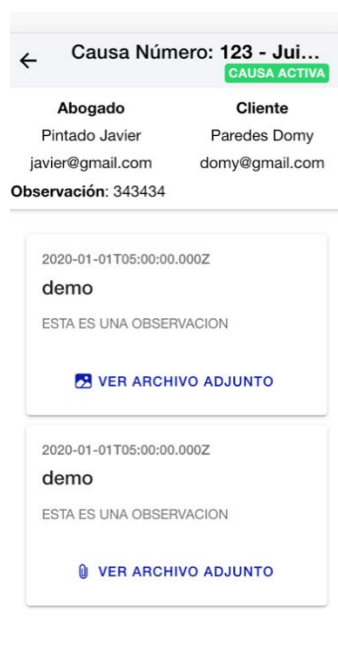 Causa Número: 123 - Jui...
CAUSA ACTIVA
Abogado Cliente
Pintado Javier Paredes Domy
javier@gmail.com domy@gmail.com
Observación: 343434
2020-01-01T05:00:00.000Z
demo
ESTA ES UNA OBSERVACION
VER ARCHIVO ADJUNTO
2020-01-01T05:00:00.000Z
demo
ESTA ES UNA OBSERVACION
VER ARCHIVO ADJUNTO